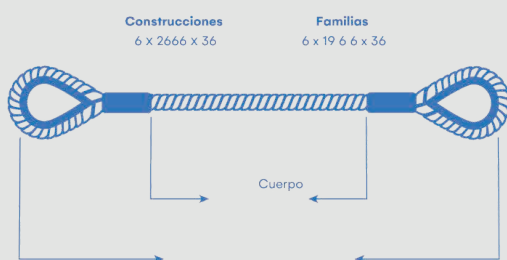 Construcciones
6 x 2666 x 36
Familias
6 x 19 6 6 x 36
Cuerpo